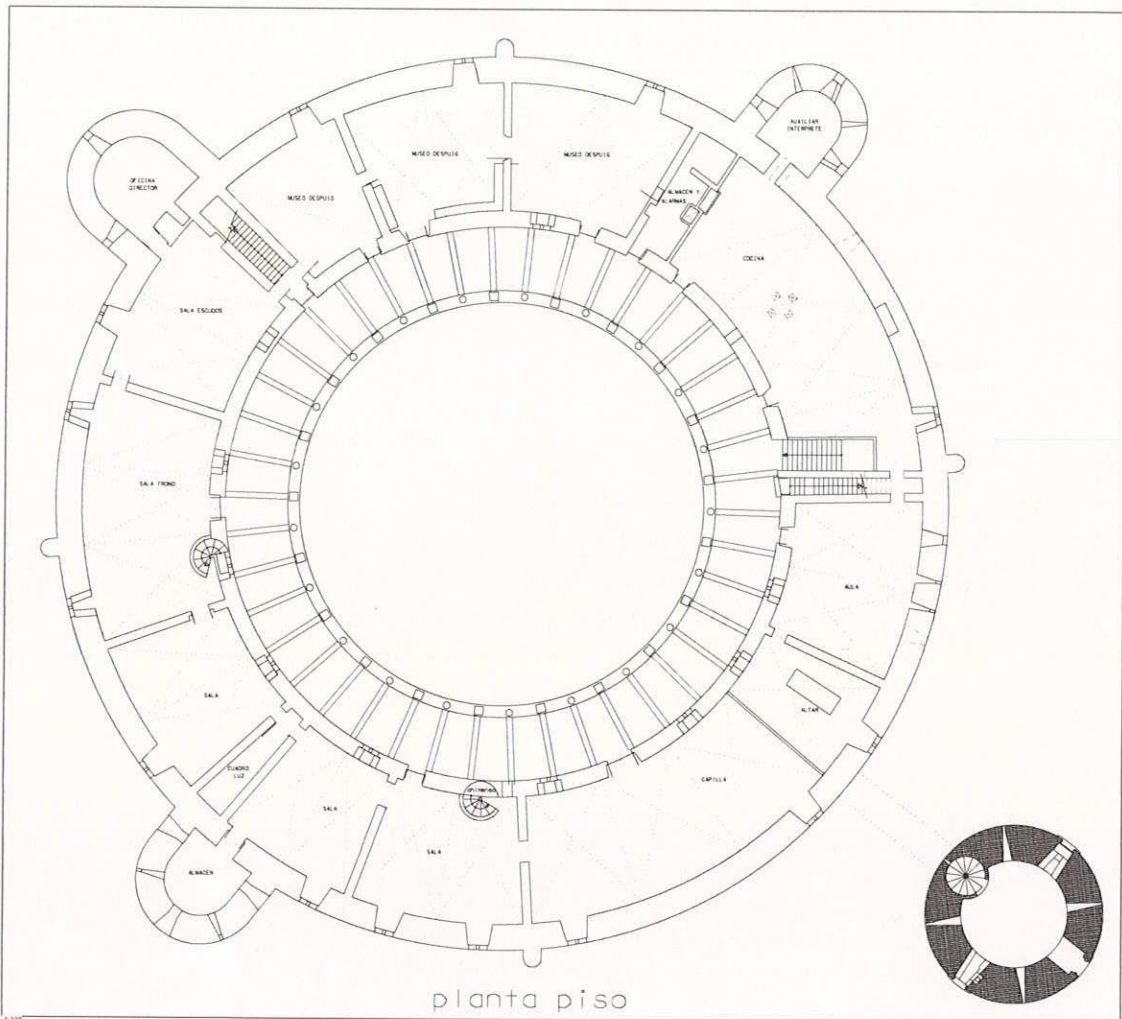 AUXILIAR
INTERPRETE
MUSEO DESPUIG
MUSEO DESPUIG
OFICINA
DIRECTOR
ALMACEN Y
ALARMAS
MUSEO DESPUIG
COCINA
SALA ESCUDOS
SALA TRONO
AULA
SALA
ALTAR
CUADRO
LUZ
CAPILLA
SALA
SALA
ALMACEN
planta piso